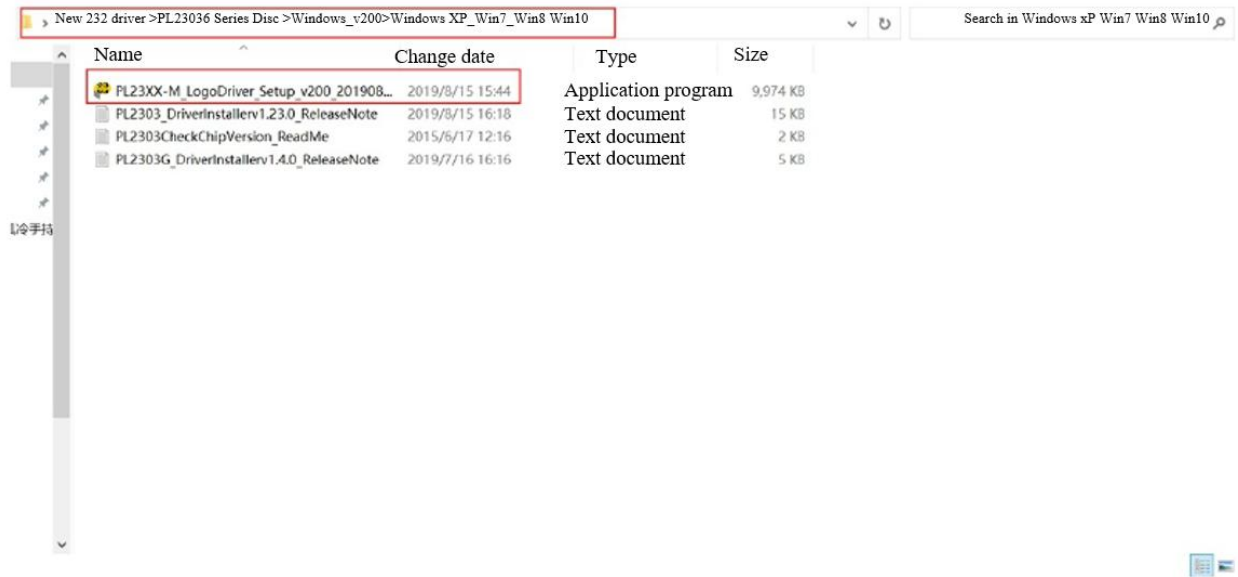 New 232 driver >PL23036 Series Disc >Windows_v200>Windows XP_Win7_Win8 Win10
Search in Windows xP Win7 Win8 Win10
Name Change date Type Size
PL23XX-M_LogoDriver_Setup_v200_201908... 2019/8/15 15:44 Application program 9,974 KB
PL2303_DriverInstallerv1.23.0_ReleaseNote 2019/8/15 16:18 Text document 15 KB
PL2303CheckChipVersion_ReadMe 2015/6/17 12:16 Text document 2 KB
PL2303G_DriverInstallerv1.4.0_ReleaseNote 2019/7/16 16:16 Text document 5 KB
冷手持